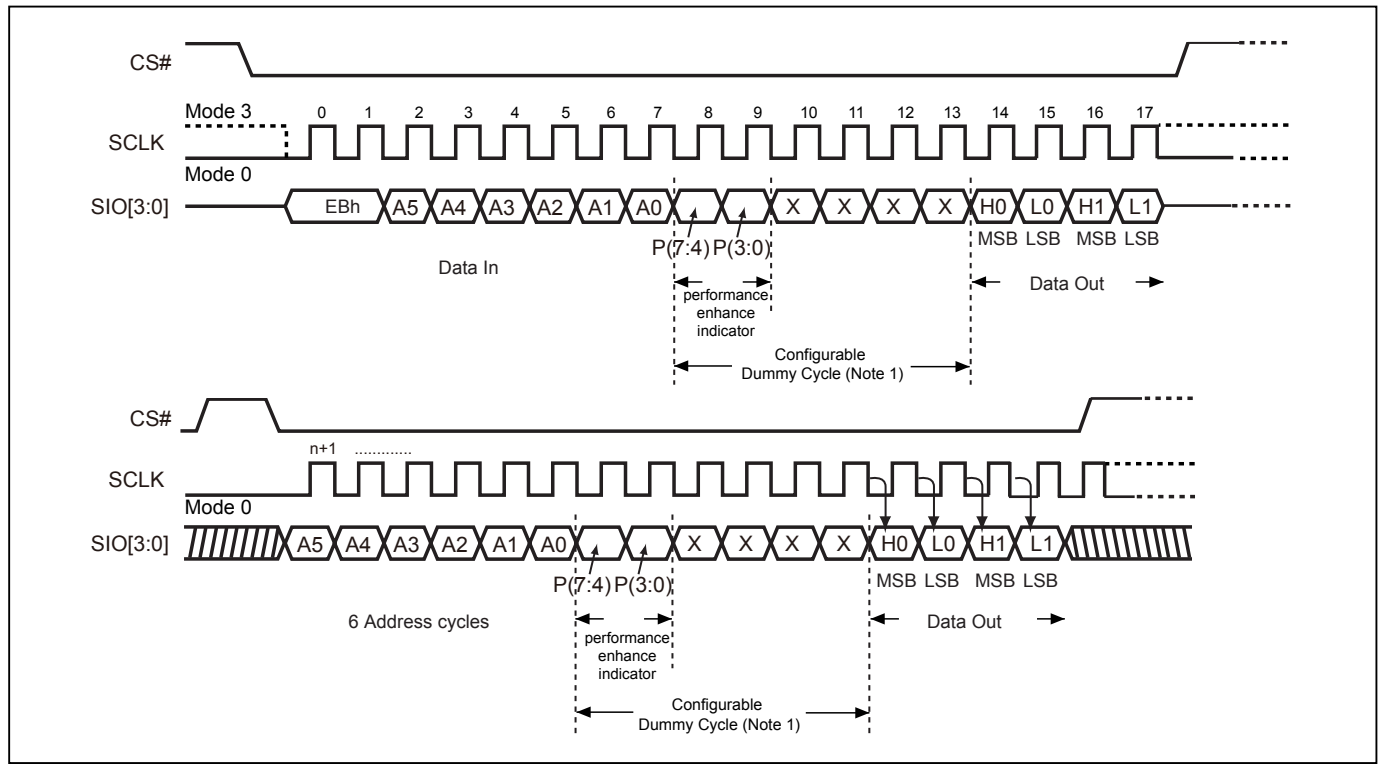 CS#
Mode 3
0 1 2 3 4 5 6 7 8 9 10 11 12 13 14 15 16 17
SCLK
Mode 0
SIO[3:0]
EBh A5 A4 A3 A2 A1 A0 X X X X H0 L0 H1 L1
P(7:4) P(3:0)
MSB LSB MSB LSB
Data In
Data Out
performance
enhance
indicator
Configurable
Dummy Cycle (Note 1)
CS#
n+1 .............
SCLK
Mode 0
SIO[3:0]
A5 A4 A3 A2 A1 A0 X X X X H0 L0 H1 L1
P(7:4) P(3:0)
MSB LSB MSB LSB
6 Address cycles
Data Out
performance
enhance
indicator
Configurable
Dummy Cycle (Note 1)